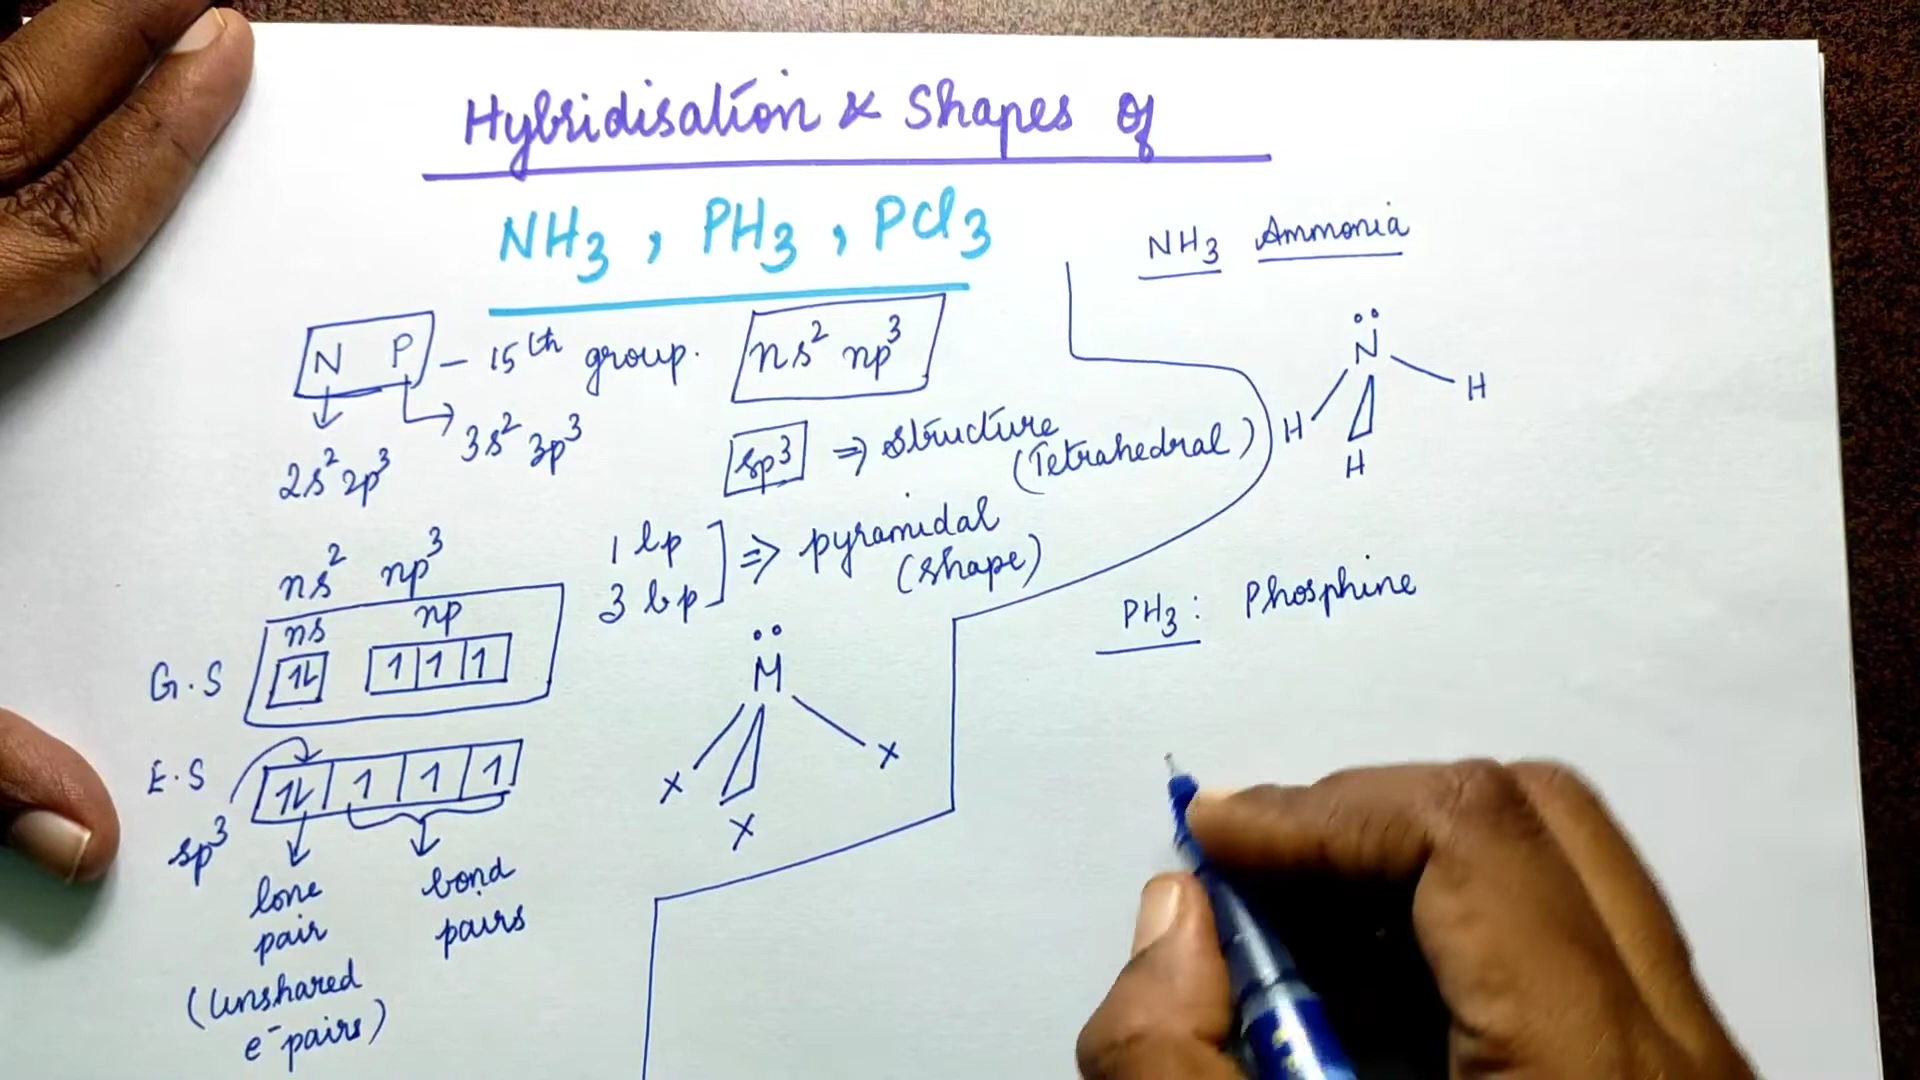 Hybridisation & Shapes of
NH3 , PH3 , PCl3
N P – 15th group. ns² np³
2s² 2p³
3s² 3p³
sp³ ⇒ structure
(Tetrahedral)
1 lp
3 bp ⇒ pyramidal
(shape)
ns² np³
ns np
G.S 1L 1 1 1
E.S 1L 1 1 1
sp³
lone
pair
(unshared
e⁻pairs)
bond
pairs
M
X
X
X
NH3 Ammonia
N
H
H
H
PH3 : Phosphine